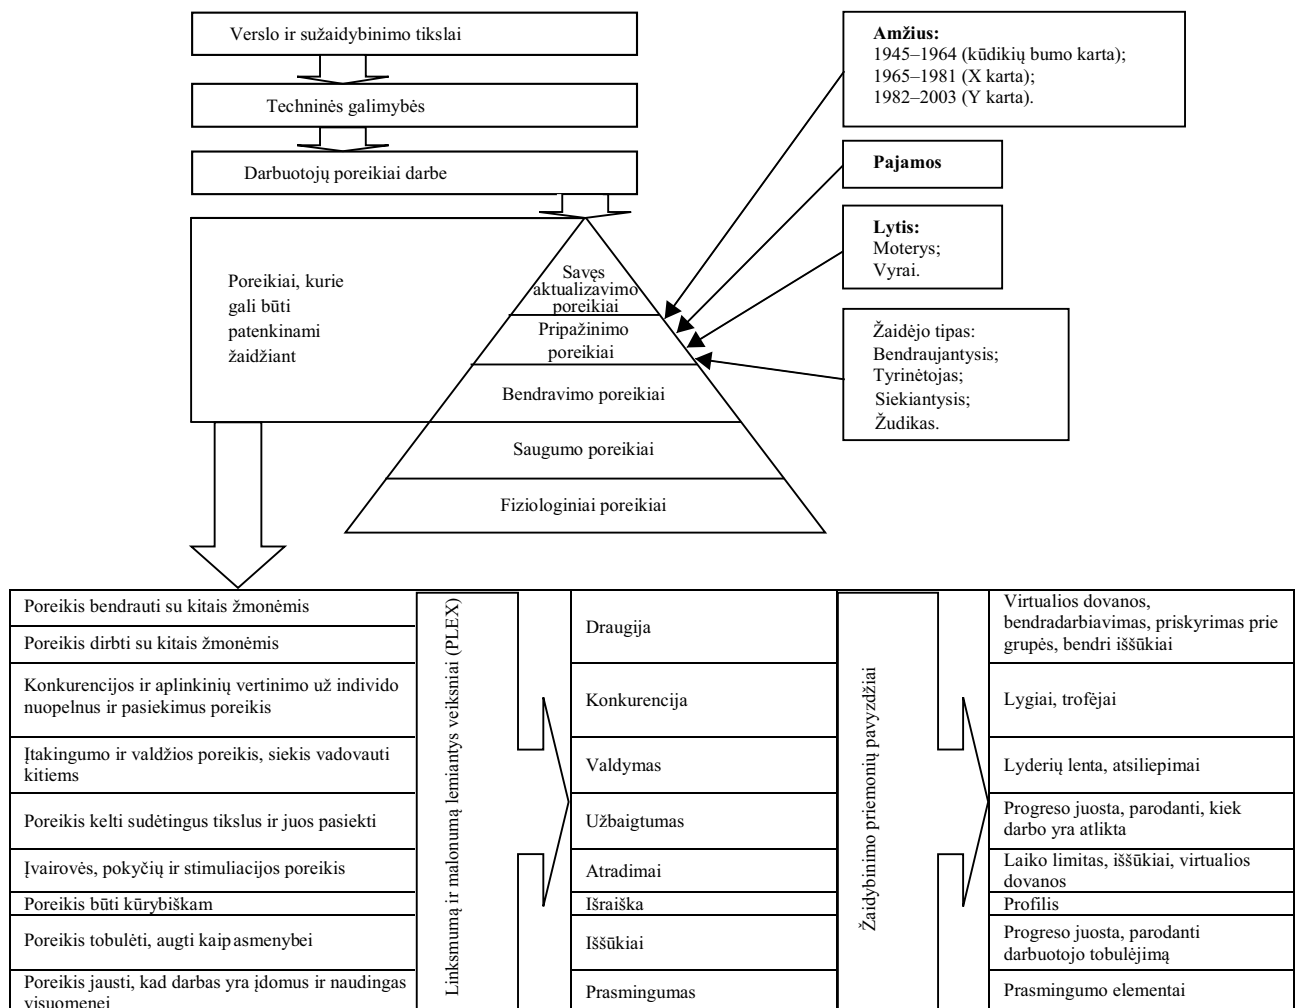 Verslo ir sužaidybinimo tikslai
Techninės galimybės
Darbuotojų poreikiai darbe
Amžius:
1945–1964 (kūdikių bumo karta);
1965–1981 (X karta);
1982–2003 (Y karta).
Pajamos
Lytis:
Moterys;
Vyrai.
Žaidėjo tipas:
Bendraujantysis;
Tyrinėtojas;
Siekiantysis;
Žudikas.
Poreikiai, kurie
gali būti
patenkinami
žaidžiant
Savęs
aktualizavimo
poreikiai
Pripažinimo
poreikiai
Bendravimo poreikiai
Saugumo poreikiai
Fiziologiniai poreikiai
Poreikis bendrauti su kitais žmonėmis
Poreikis dirbti su kitais žmonėmis
Konkurencijos ir aplinkinių vertinimo už individo
nuopelnus ir pasiekimus poreikis
Įtakingumo ir valdžios poreikis, siekis vadovauti
kitiems
Poreikis kelti sudėtingus tikslus ir juos pasiekti
Įvairovės, pokyčių ir stimuliacijos poreikis
Poreikis būti kūrybiškam
Poreikis tobulėti, augti kaip asmenybei
Poreikis jausti, kad darbas yra įdomus ir naudingas
visuomenei
Linksmumą ir malonumą lemiantys veiksniai (PLEX)
Draugija
Konkurencija
Valdymas
Užbaigtumas
Atradimai
Išraiška
Iššūkiai
Prasmingumas
Žaidybinimo priemonių pavyzdžiai
Virtualios dovanos,
bendradarbiavimas, priskyrimas prie
grupės, bendri iššūkiai
Lygiai, trofėjai
Lyderių lenta, atsiliepimai
Progreso juosta, parodanti, kiek
darbo yra atlikta
Laiko limitas, iššūkiai, virtualios
dovanos
Profilis
Progreso juosta, parodanti
darbuotojo tobulėjimą
Prasmingumo elementai